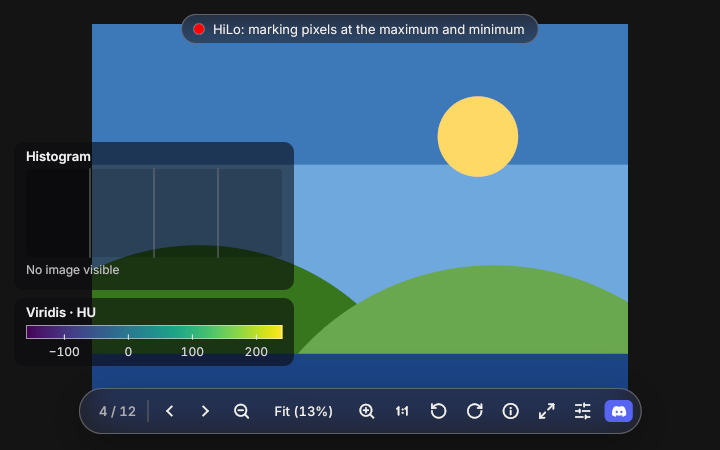 HiLo: marking pixels at the maximum and minimum
Histogram
No image visible
Viridis · HU
−100 0 100 200
4 / 12 Fit (13%) 1:1